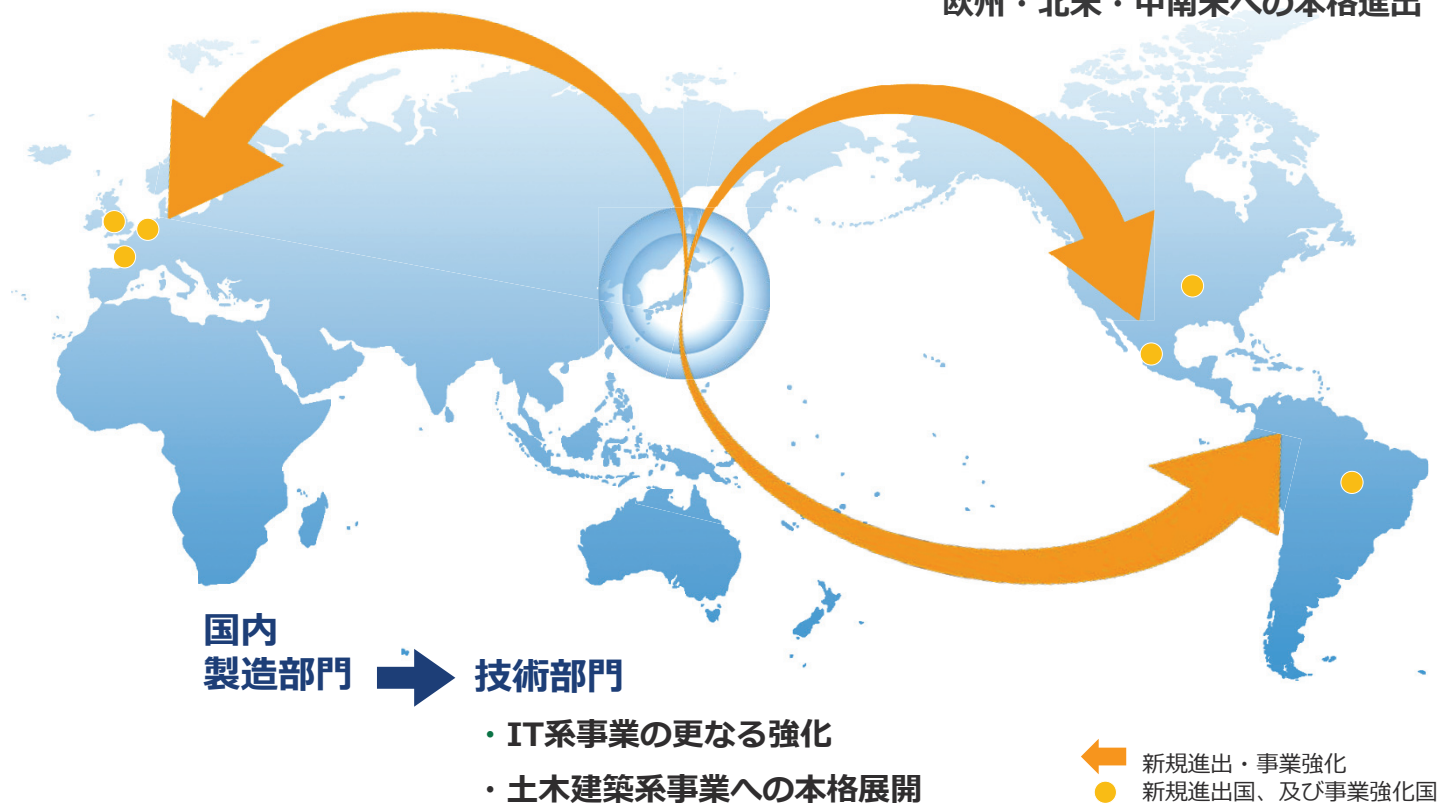 欧州・北米・中南米への本格進出
国内
製造部門
技術部門
・IT系事業の更なる強化
・土木建築系事業への本格展開
新規進出・事業強化
新規進出国、及び事業強化国